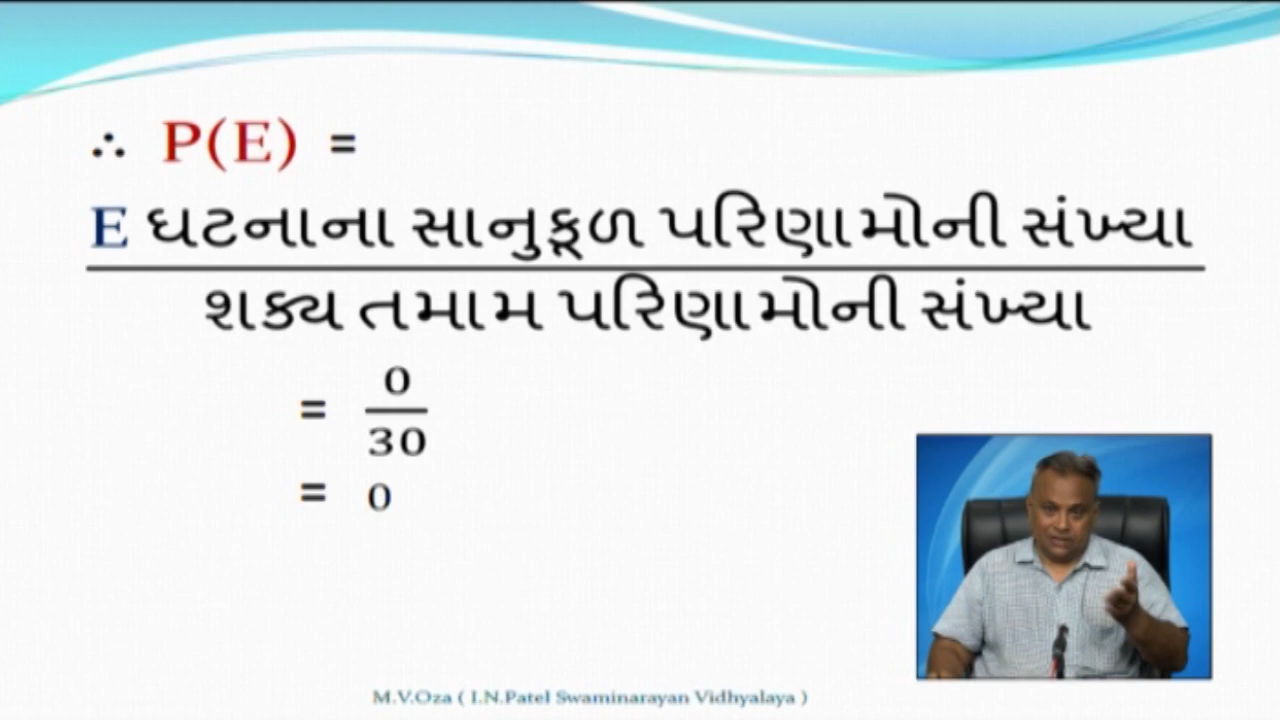 ∴ P(E) =
E ઘટનાના સાનુકૂળ પરિણામોની સંખ્યા
શક્ય તમામ પરિણામોની સંખ્યા
= 0
30
= 0
M.V.Oza ( I.N.Patel Swaminarayan Vidhyalaya )